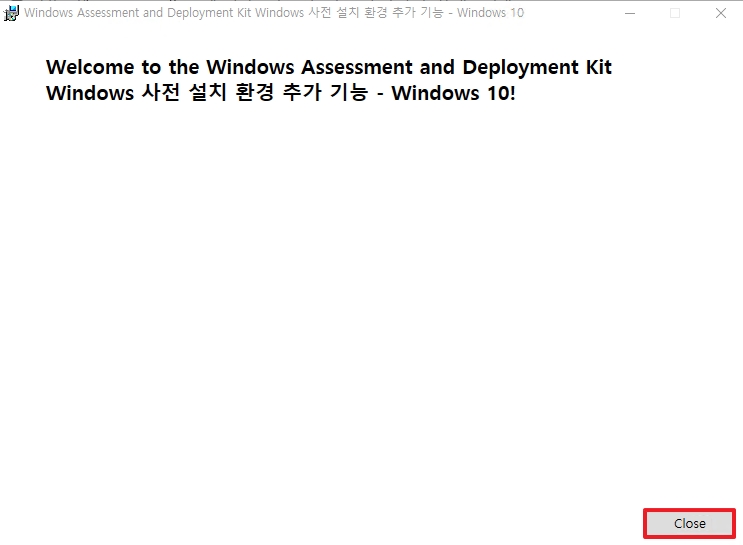 Windows Assessment and Deployment Kit Windows 사전 설치 환경 추가 기능 - Windows 10
Welcome to the Windows Assessment and Deployment Kit
Windows 사전 설치 환경 추가 기능 - Windows 10!
Close